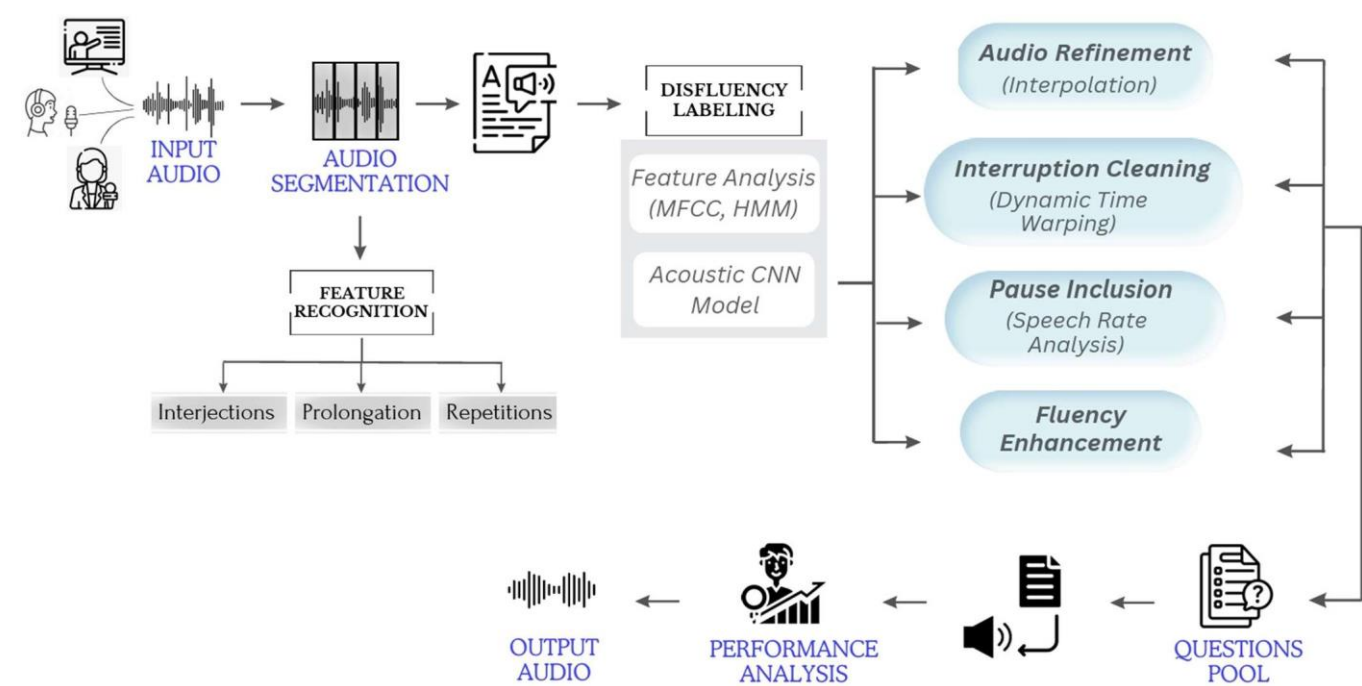 INPUT
AUDIO
AUDIO
SEGMENTATION
A
DISFLUENCY
LABELING
Feature Analysis
(MFCC, HMM)
Acoustic CNN
Model
FEATURE
RECOGNITION
Interjections
Prolongation
Repetitions
Audio Refinement
(Interpolation)
Interruption Cleaning
(Dynamic Time
Warping)
Pause Inclusion
(Speech Rate
Analysis)
Fluency
Enhancement
?
QUESTIONS
POOL
PERFORMANCE
ANALYSIS
OUTPUT
AUDIO